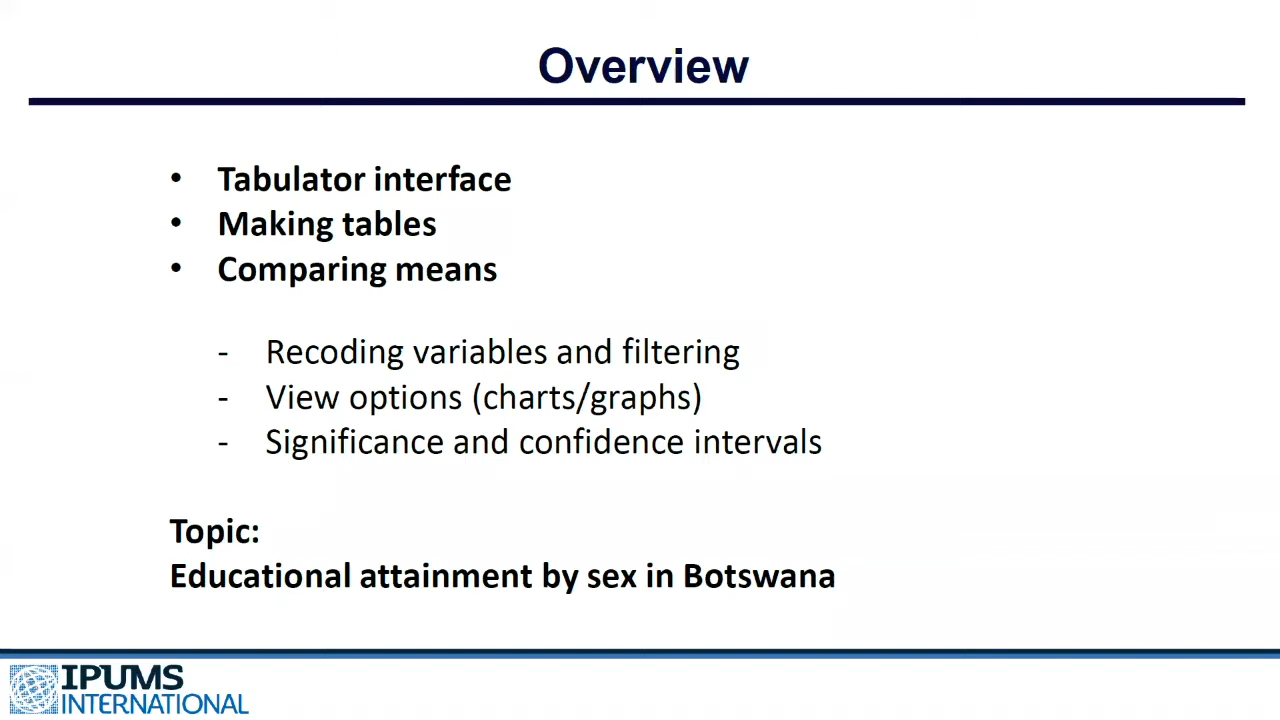 Overview
• Tabulator interface
• Making tables
• Comparing means
- Recoding variables and filtering
- View options (charts/graphs)
- Significance and confidence intervals
Topic:
Educational attainment by sex in Botswana
IPUMS
INTERNATIONAL